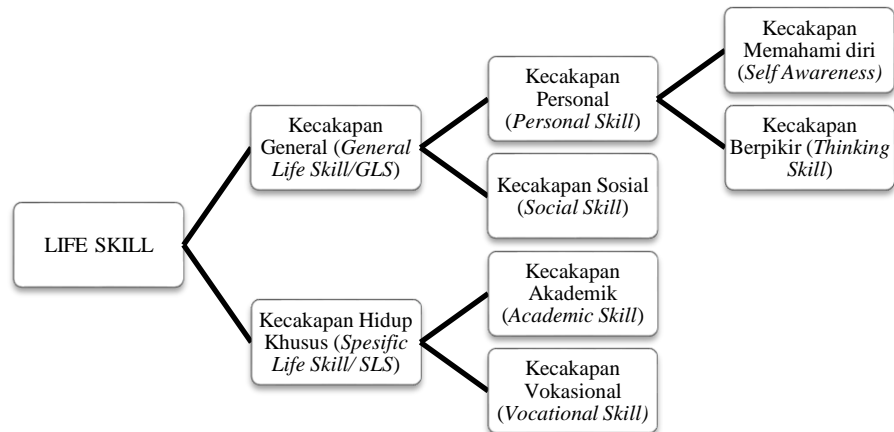 LIFE SKILL
Kecakapan
General (General
Life Skill/GLS)
Kecakapan
Personal
(Personal Skill)
Kecakapan
Memahami diri
(Self Awareness)
Kecakapan
Berpikir (Thinking
Skill)
Kecakapan Sosial
(Social Skill)
Kecakapan Hidup
Khusus (Spesific
Life Skill/ SLS)
Kecakapan
Akademik
(Academic Skill)
Kecakapan
Vokasional
(Vocational Skill)